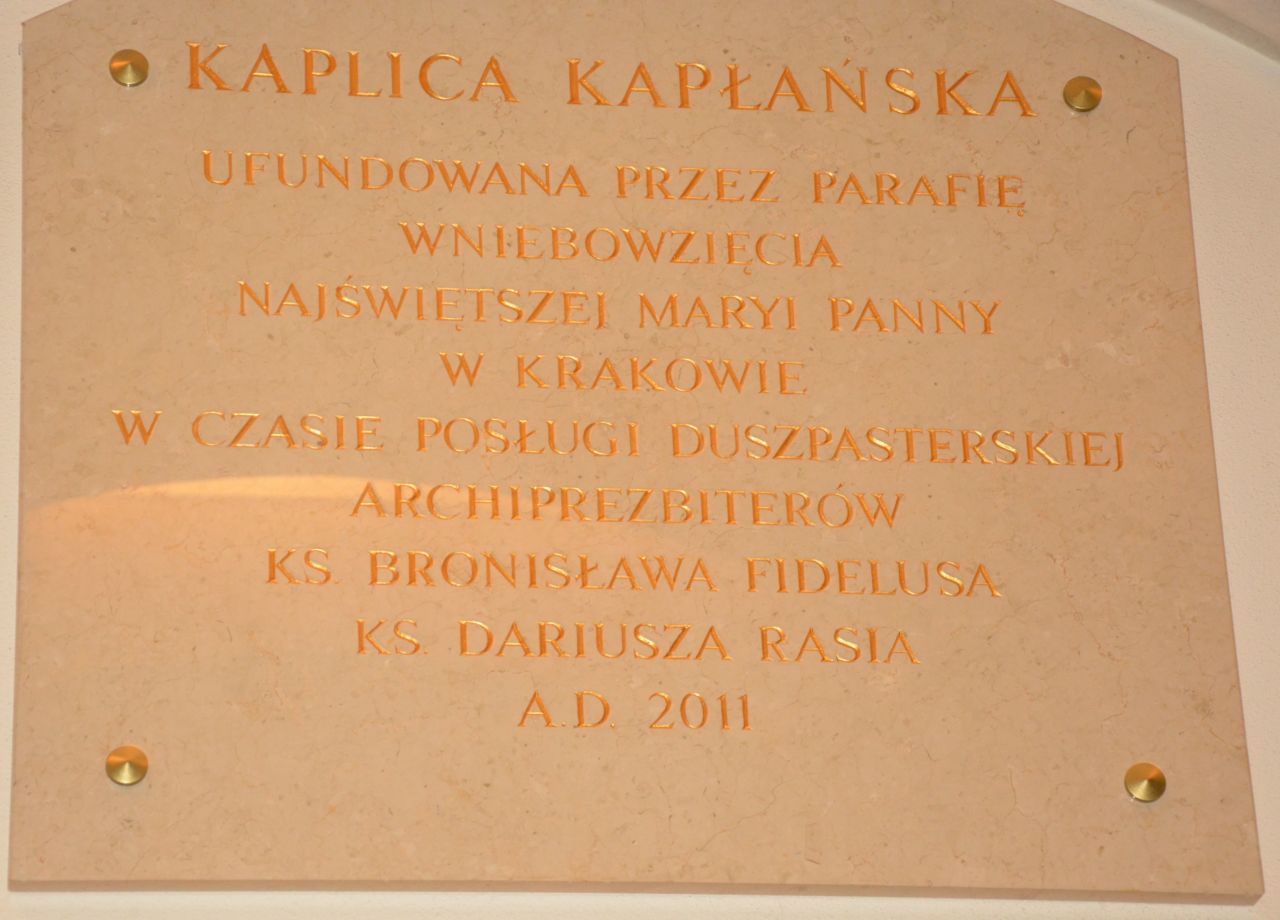 KAPLICA KAPŁAŃSKA
UFUNDOWANA PRZEZ PARAFIĘ
WNIEBOWZIĘCIA
NAJŚWIĘTSZEJ MARYI PANNY
W KRAKOWIE
W CZASIE POSŁUGI DUSZPASTERSKIEJ
ARCHIPREZBITERÓW
KS. BRONISŁAWA FIDELUSA
KS. DARIUSZA RASIA
A.D. 2011